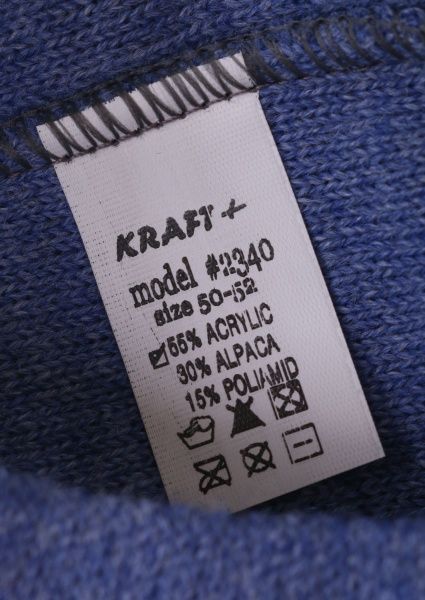 KRAFT +
model #2340
size 50-52
55% ACRYLIC
30% ALPACA
15% POLIAMID